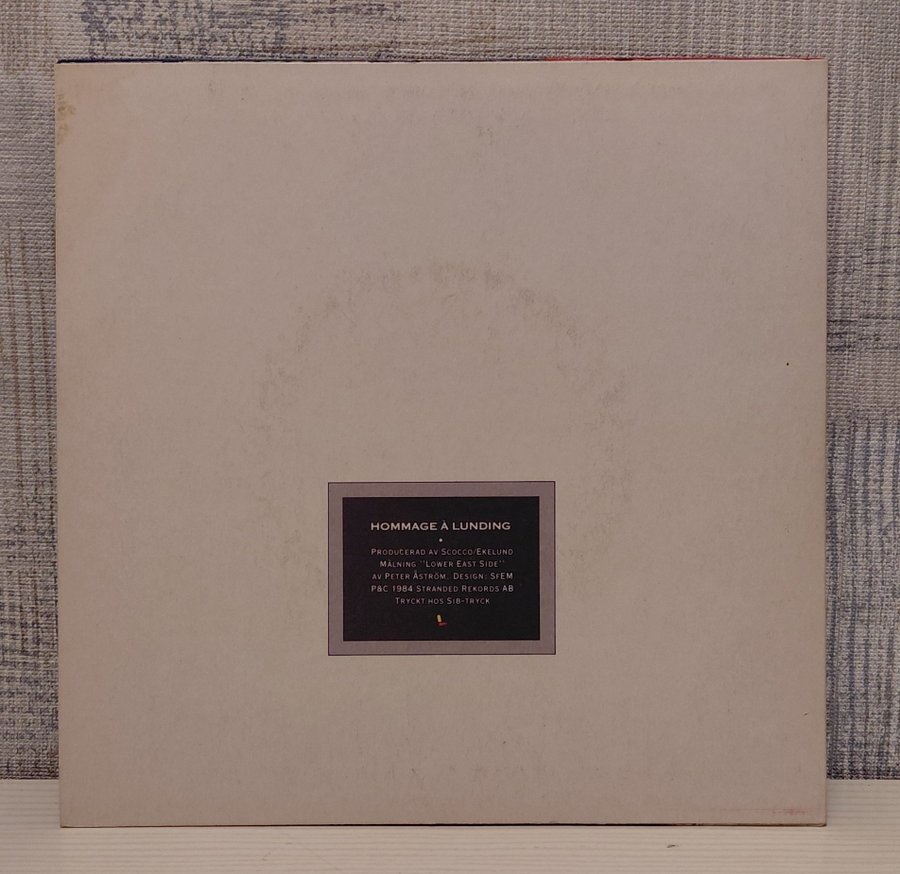 HOMMAGE À LUNDING
•
PRODUCERAD AV SCOCCO/EKELUND
MÅLNING "LOWER EAST SIDE"
AV PETER ÅSTRÖM. DESIGN: SFEM
P&C 1984 STRANDED REKORDS AB
TRYCKT HOS SIB-TRYCK